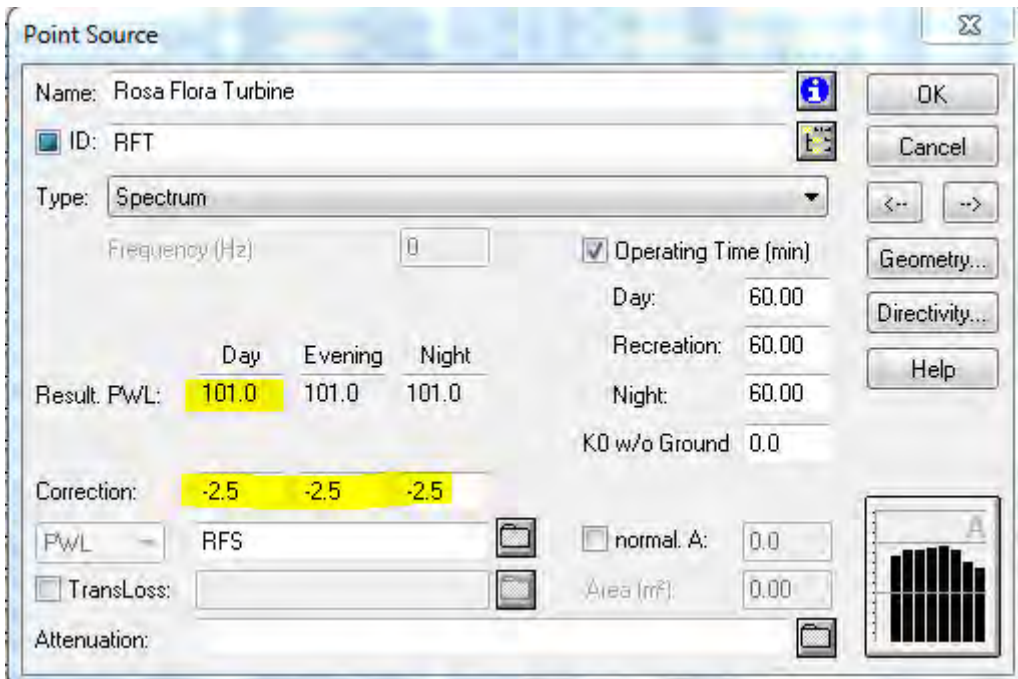 Point Source
Name: Rosa Flora Turbine
OK
ID: RFT
Cancel
Type: Spectrum
<-- -->
Frequency (Hz) 0
Operating Time (min)
Geometry...
Day: 60.00
Directivity...
Day Evening Night
Recreation: 60.00
Help
Result. PWL: 101.0 101.0 101.0
Night: 60.00
K0 w/o Ground 0.0
Correction: -2.5 -2.5 -2.5
PWL RFS
normal. A: 0.0
A
TransLoss:
Area (m²): 0.00
Attenuation: